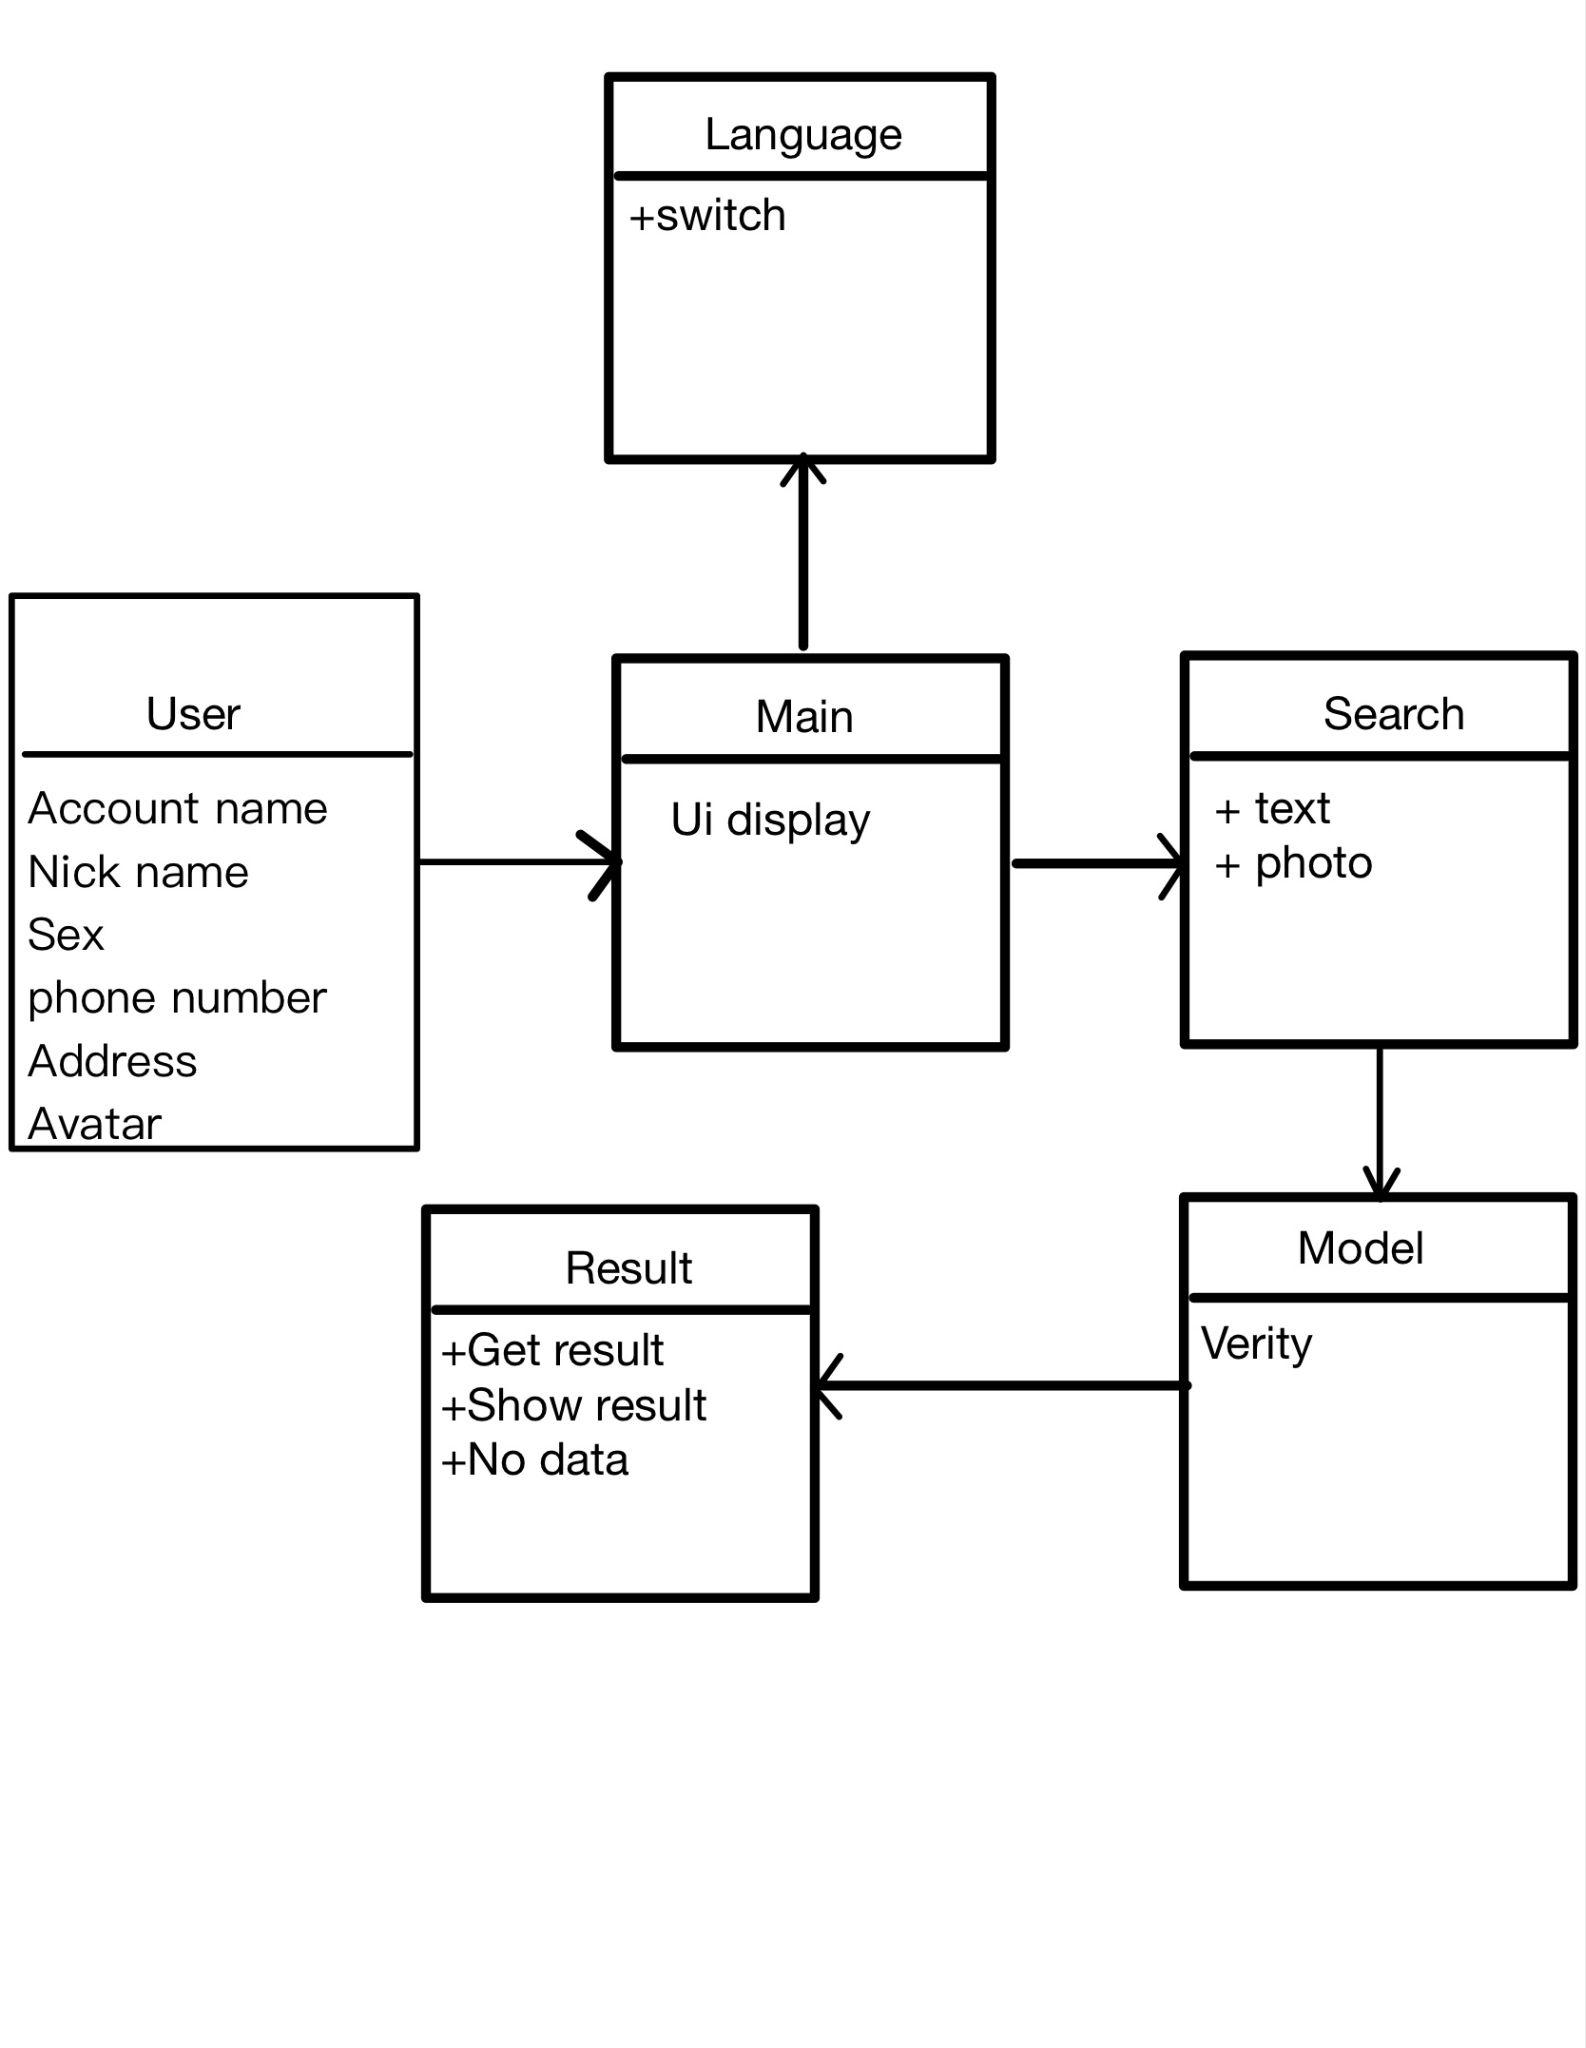 Language
+switch
User
Account name
Nick name
Sex
phone number
Address
Avatar
Main
Ui display
Search
+ text
+ photo
Result
+Get result
+Show result
+No data
Model
Verity